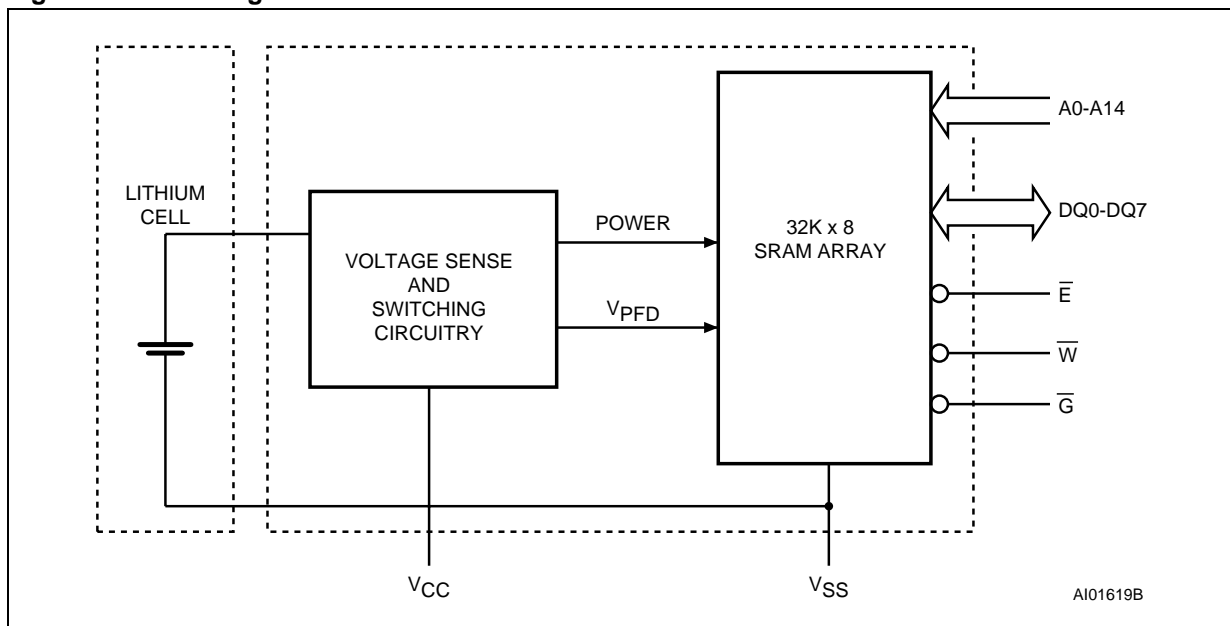 LITHIUM
CELL
VOLTAGE SENSE
AND
SWITCHING
CIRCUITRY
POWER
VPFD
32K x 8
SRAM ARRAY
A0-A14
DQ0-DQ7
E̅
W̅
G̅
VCC
VSS
AI01619B